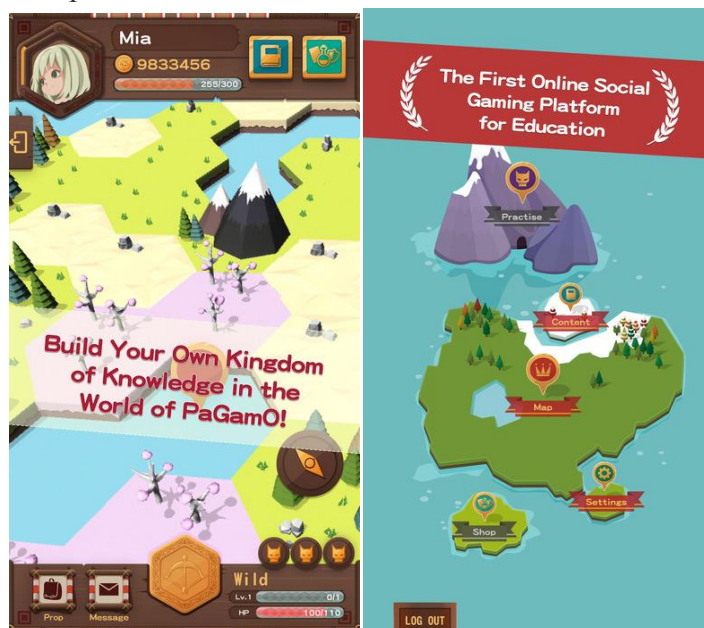 Mia
9833456
255/300
Build Your Own Kingdom
of Knowledge in the
World of PaGamO!
Wild
Lv.1 0/1
HP 100/110
Prop
Message
The First Online Social
Gaming Platform
for Education
Practise
Content
Map
Settings
Shop
LOG OUT